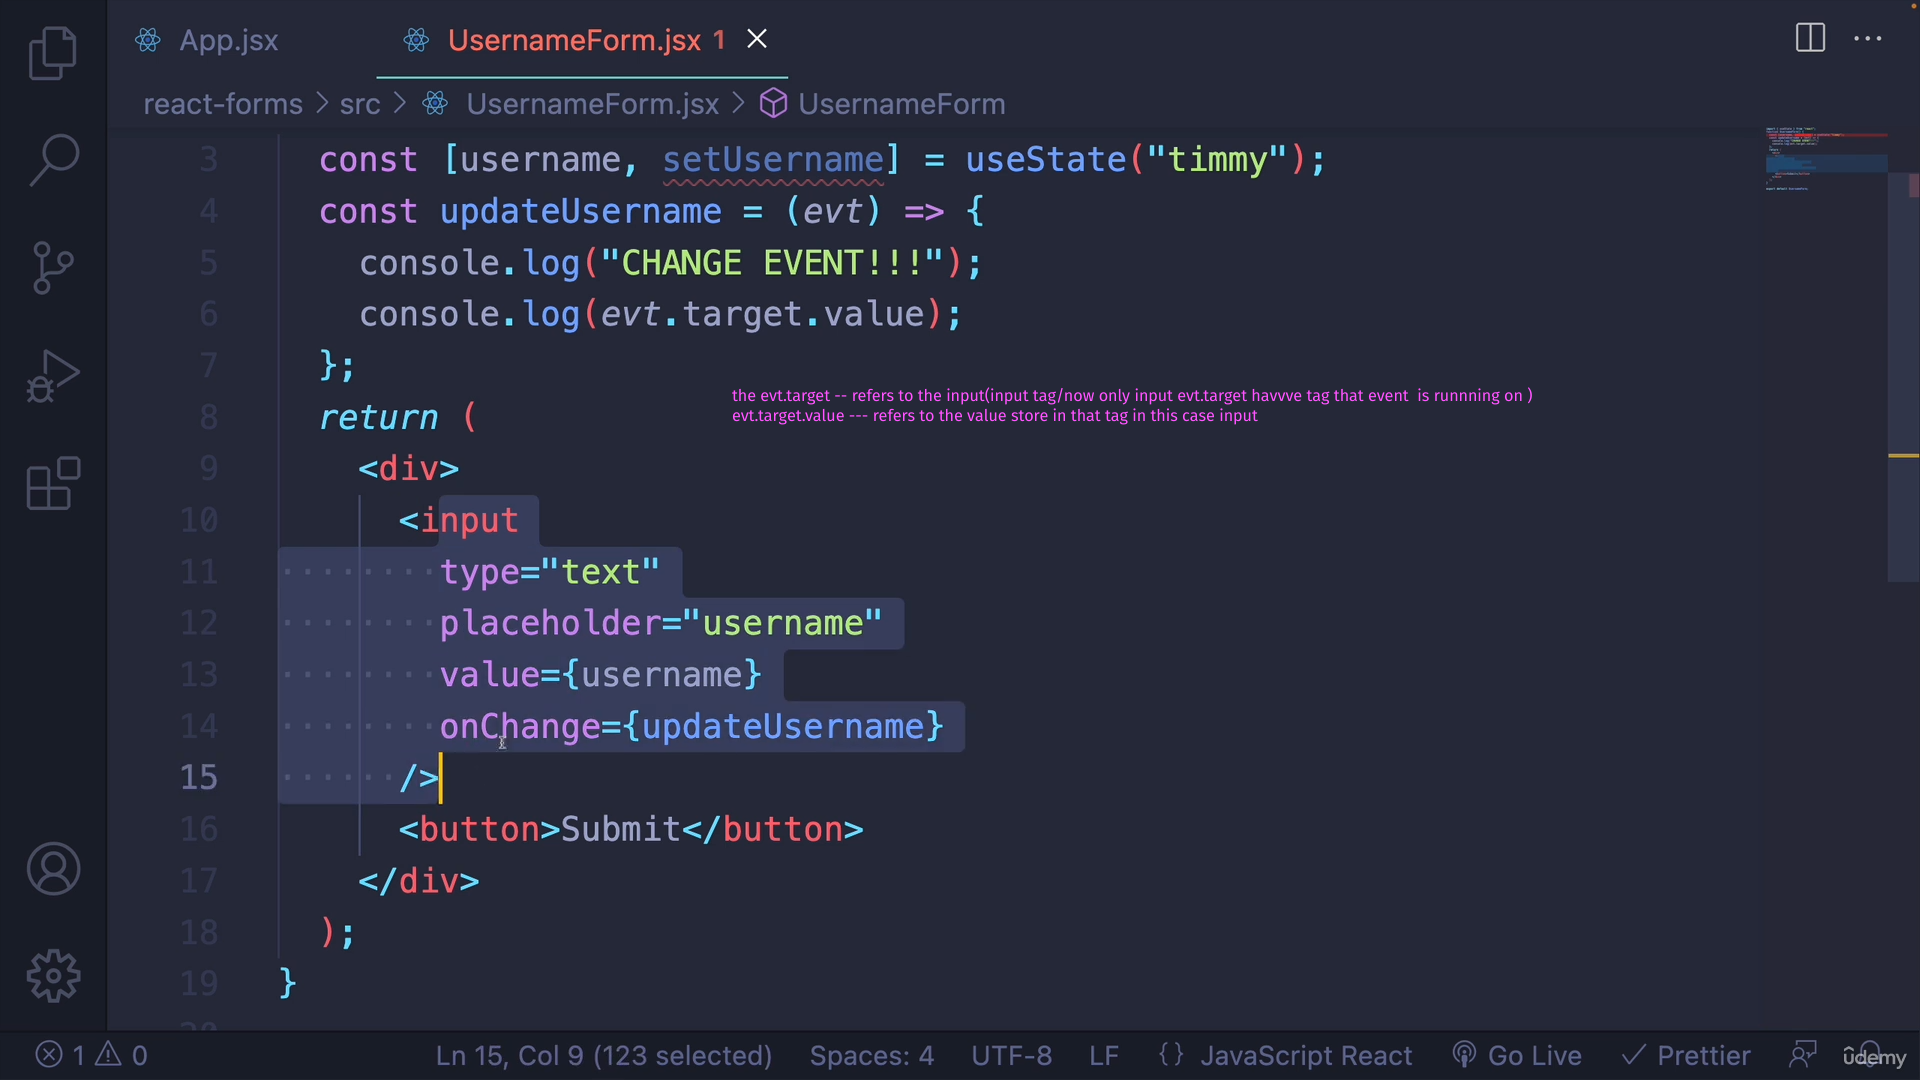 App.jsx
UsernameForm.jsx 1
react-forms > src > UsernameForm.jsx > UsernameForm
3 const [username, setUsername] = useState("timmy");
4 const updateUsername = (evt) => {
5 console.log("CHANGE EVENT!!!");
6 console.log(evt.target.value);
7 };
the evt.target -- refers to the input(input tag/now only input evt.target havvve tag that event  is runnning on )
evt.target.value --- refers to the value store in that tag in this case input
8 return (
9 <div>
10 <input
11 type="text"
12 placeholder="username"
13 value={username}
14 onChange={updateUsername}
15 />
16 <button>Submit</button>
17 </div>
18 );
19 }
1 0 Ln 15, Col 9 (123 selected) Spaces: 4 UTF-8 LF {} JavaScript React Go Live Prettier
udemy